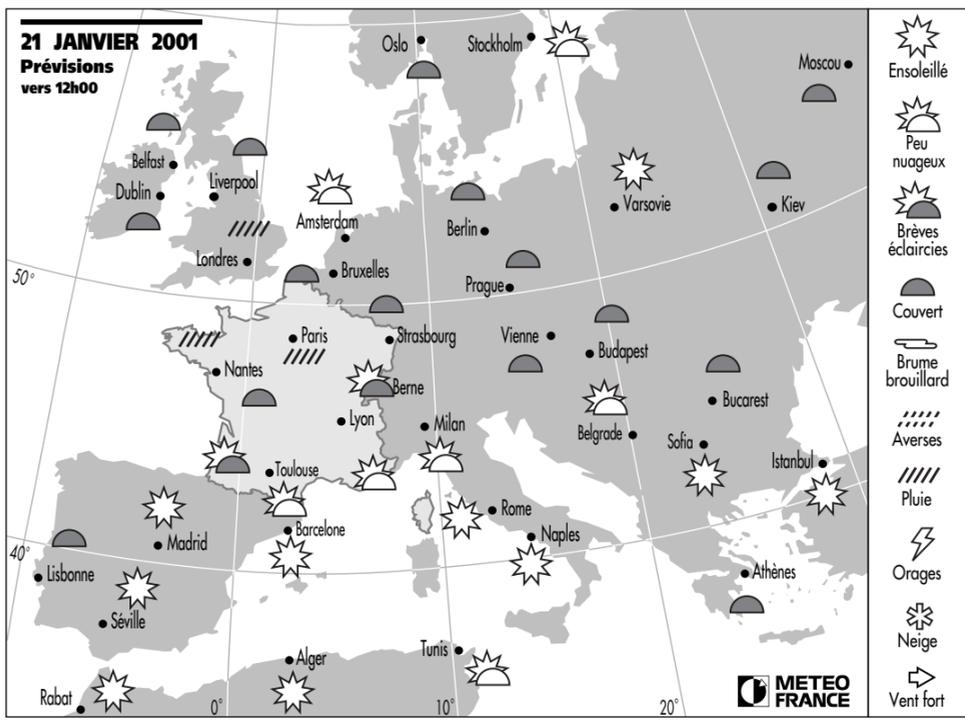 21 JANVIER 2001
Prévisions
vers 12h00
Oslo
Stockholm
Moscou
Belfast
Dublin
Liverpool
Amsterdam
Londres
Bruxelles
Berlin
Varsovie
Kiev
50°
Prague
Paris
Strasbourg
Vienne
Budapest
Nantes
Berne
Lyon
Milan
Bucarest
Belgrade
Sofia
Istanbul
Toulouse
Barcelone
Rome
Naples
Madrid
40°
Lisbonne
Séville
Athènes
Alger
Tunis
Rabat
0°
10°
20°
METEO
FRANCE
Ensoleillé
Peu
nuageux
Brèves
éclaircies
Couvert
Brume
brouillard
Averses
Pluie
Orages
Neige
Vent fort